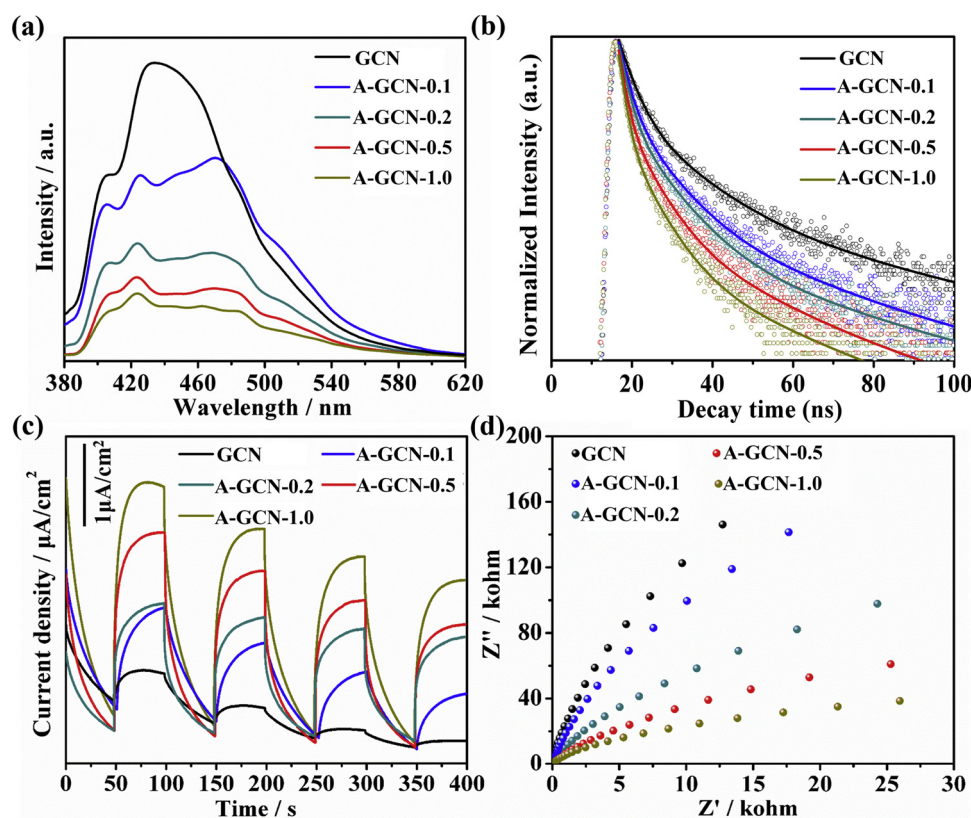 (a)
GCN
A-GCN-0.1
A-GCN-0.2
A-GCN-0.5
A-GCN-1.0
Intensity / a.u.
380 420 460 500 540 580 620
Wavelength / nm
(b)
GCN
A-GCN-0.1
A-GCN-0.2
A-GCN-0.5
A-GCN-1.0
Normalized Intensity (a.u.)
0 20 40 60 80 100
Decay time (ns)
(c)
1μA/cm²
GCN A-GCN-0.1
A-GCN-0.2 A-GCN-0.5
A-GCN-1.0
Current density / μA/cm²
0 50 100 150 200 250 300 350 400
Time / s
(d)
GCN A-GCN-0.5
A-GCN-0.1 A-GCN-1.0
A-GCN-0.2
Z'' / kohm
200
160
120
80
40
0
0 5 10 15 20 25 30
Z' / kohm